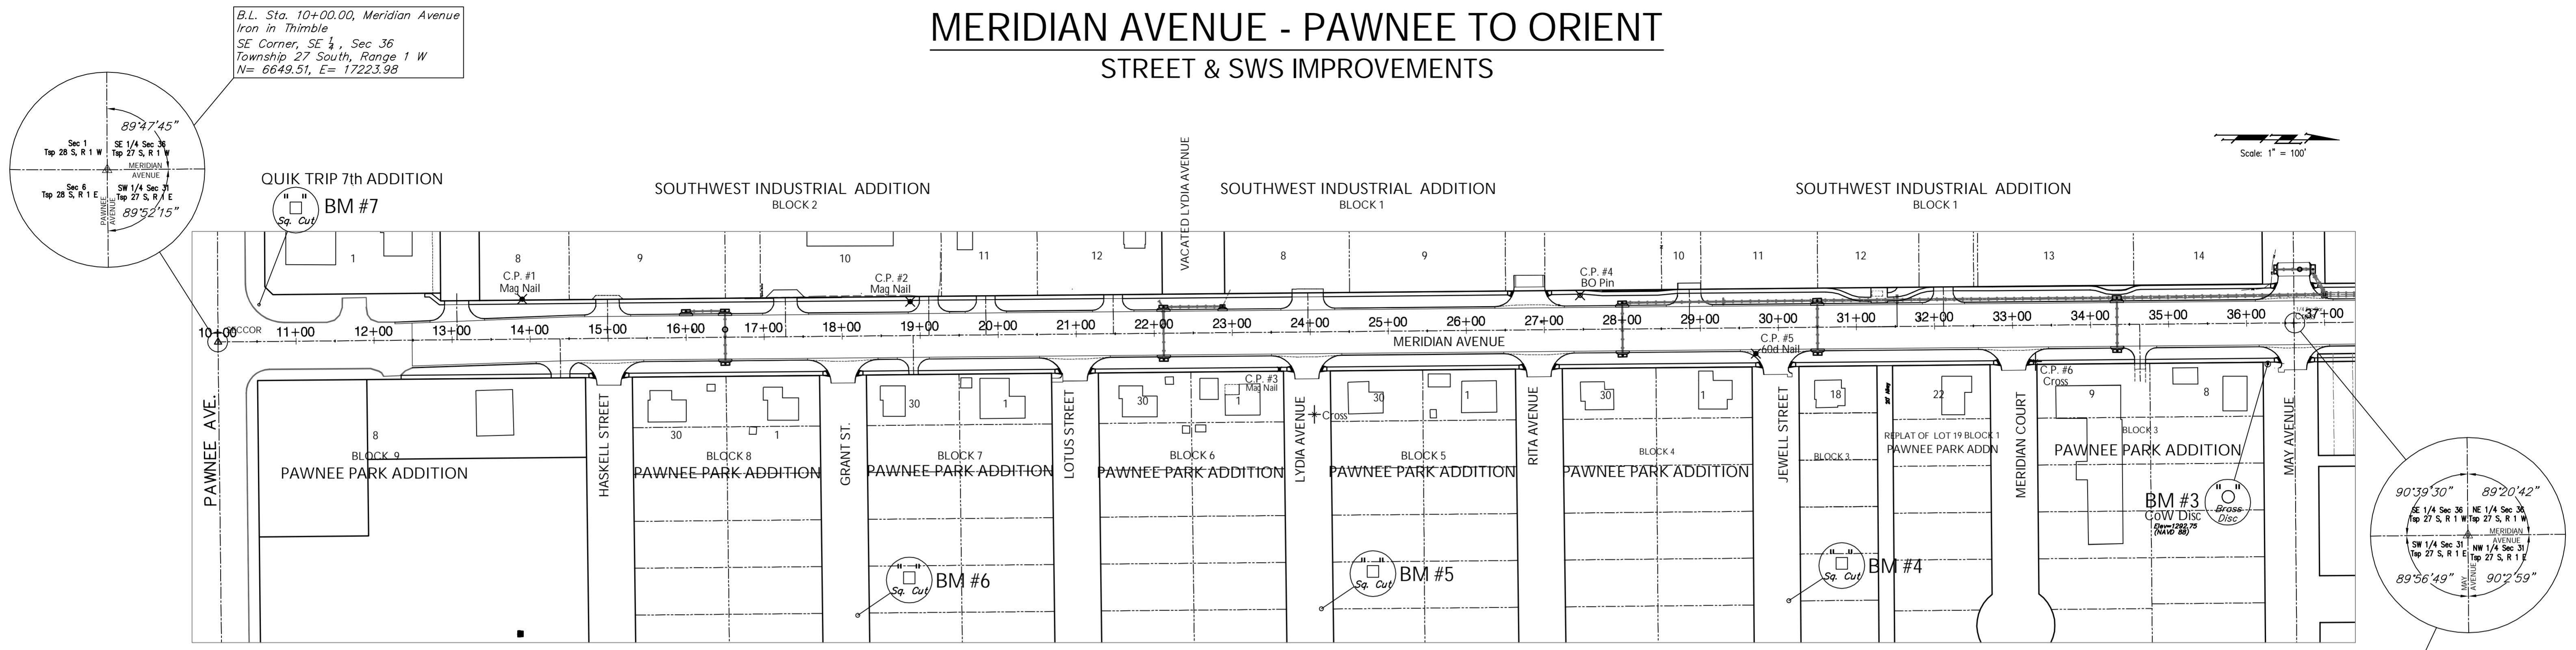 MERIDIAN AVENUE - PAWNEE TO ORIENT
STREET & SWS IMPROVEMENTS
B.L. Sta. 10+00.00, Meridian Avenue
Iron in Thimble
SE Corner, SE 1/4, Sec 36
Township 27 South, Range 1 W
N= 6649.51, E= 17223.98
89°47'45"
Sec 1
Tsp 28 S, R 1 W
SE 1/4 Sec 36
Tsp 27 S, R 1 W
MERIDIAN
AVENUE
Sec 6
Tsp 28 S, R 1 E
SW 1/4 Sec 31
Tsp 27 S, R 1 E
PAWNEE
AVENUE
89°52'15"
Scale: 1" = 100'
QUIK TRIP 7th ADDITION
Sq. Cut
BM #7
SOUTHWEST INDUSTRIAL ADDITION
BLOCK 2
VACATED LYDIA AVENUE
SOUTHWEST INDUSTRIAL ADDITION
BLOCK 1
SOUTHWEST INDUSTRIAL ADDITION
BLOCK 1
1
8
9
10
11
12
8
9
10
11
12
13
14
C.P. #1
Mag Nail
C.P. #2
Mag Nail
C.P. #4
BO Pin
10+00
11+00
12+00
13+00
14+00
15+00
16+00
17+00
18+00
19+00
20+00
21+00
22+00
23+00
24+00
25+00
26+00
27+00
28+00
29+00
30+00
31+00
32+00
33+00
34+00
35+00
36+00
37+00
MERIDIAN AVENUE
C.P. #5
60d Nail
C.P. #3
Mag Nail
C.P. #6
Cross
Cross
PAWNEE AVE.
HASKELL STREET
GRANT ST.
LOTUS STREET
LYDIA AVENUE
RITA AVENUE
JEWELL STREET
MERIDIAN COURT
MAY AVENUE
8
BLOCK 9
PAWNEE PARK ADDITION
30
1
BLOCK 8
PAWNEE PARK ADDITION
30
1
BLOCK 7
PAWNEE PARK ADDITION
30
1
BLOCK 6
PAWNEE PARK ADDITION
30
1
BLOCK 5
PAWNEE PARK ADDITION
30
1
BLOCK 4
PAWNEE PARK ADDITION
18
BLOCK 3
22
REPLAT OF LOT 19 BLOCK 1
PAWNEE PARK ADDN
9
8
BLOCK 3
PAWNEE PARK ADDITION
Sq. Cut
BM #6
Sq. Cut
BM #5
Sq. Cut
BM #4
BM #3
CoW Disc
Elev=1292.75
(NAVD 88)
Brass
Disc
90°39'30"
89°20'42"
SE 1/4 Sec 36
Tsp 27 S, R 1 W
NE 1/4 Sec 36
Tsp 27 S, R 1 W
MERIDIAN
AVENUE
SW 1/4 Sec 31
Tsp 27 S, R 1 E
NW 1/4 Sec 31
Tsp 27 S, R 1 E
MAY
AVENUE
89°56'49"
90°2'59"